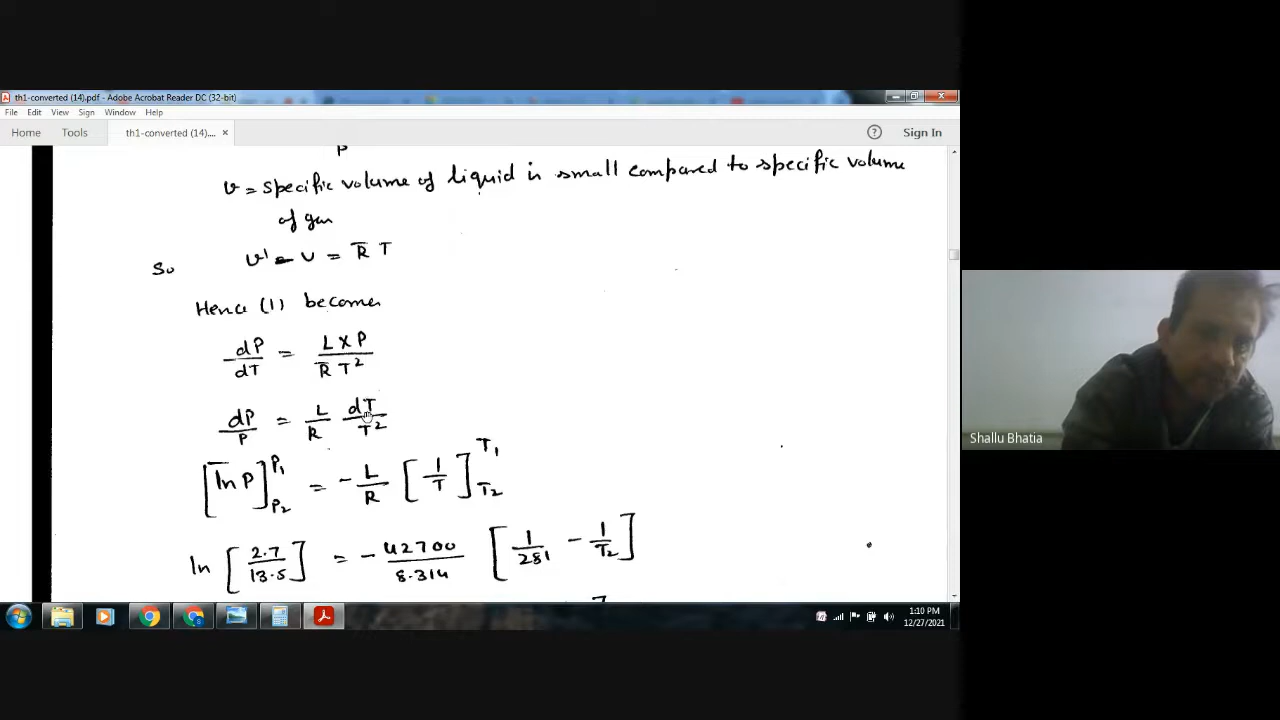 th1-converted (14).pdf - Adobe Acrobat Reader DC (32-bit)
File Edit View Sign Window Help
Home Tools th1-converted (14).... × ? Sign In
P
v = specific volume of liquid is small compared to specific volume
of gas
So v' - v = R̅ T
Hence (1) becomes
dP/dT = L X P / R̅ T²
dP/P = L/R dT/T²
[ln P]P₂^P₁ = - L/R [1/T]T₂^T₁
ln [2.7/13.5] = - 42700/8.314 [1/281 - 1/T₂]
Shallu Bhatia
1:10 PM
12/27/2021